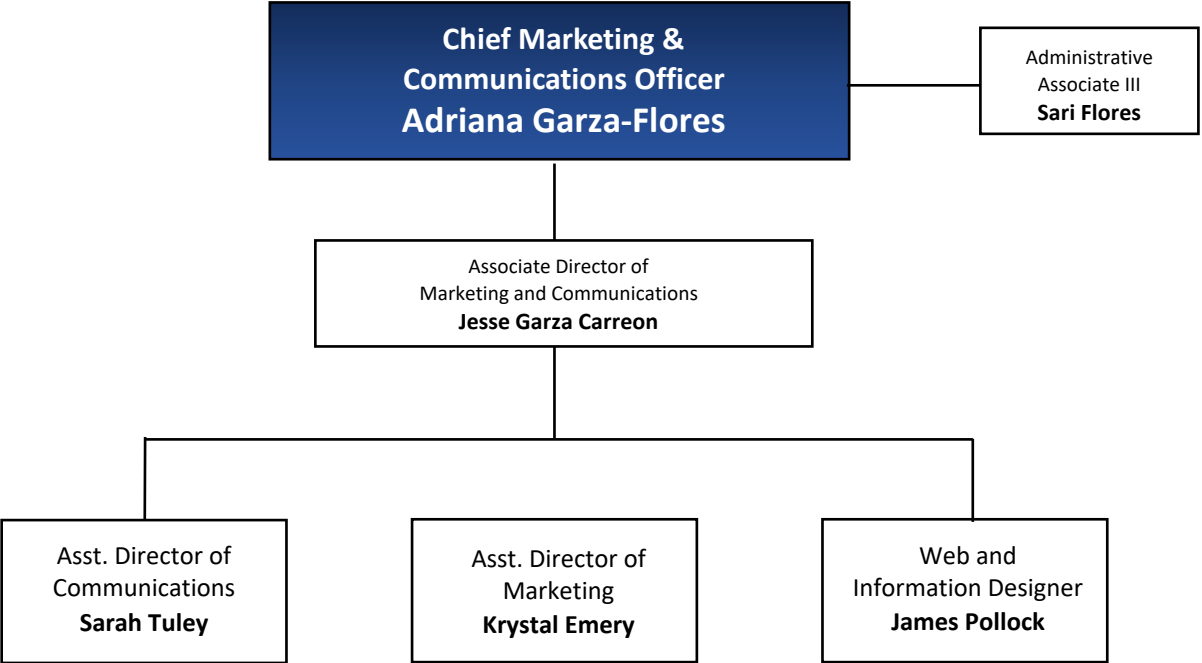 Chief Marketing &
Communications Officer
Adriana Garza-Flores
Administrative
Associate III
Sari Flores
Associate Director of
Marketing and Communications
Jesse Garza Carreon
Asst. Director of
Communications
Sarah Tuley
Asst. Director of
Marketing
Krystal Emery
Web and
Information Designer
James Pollock